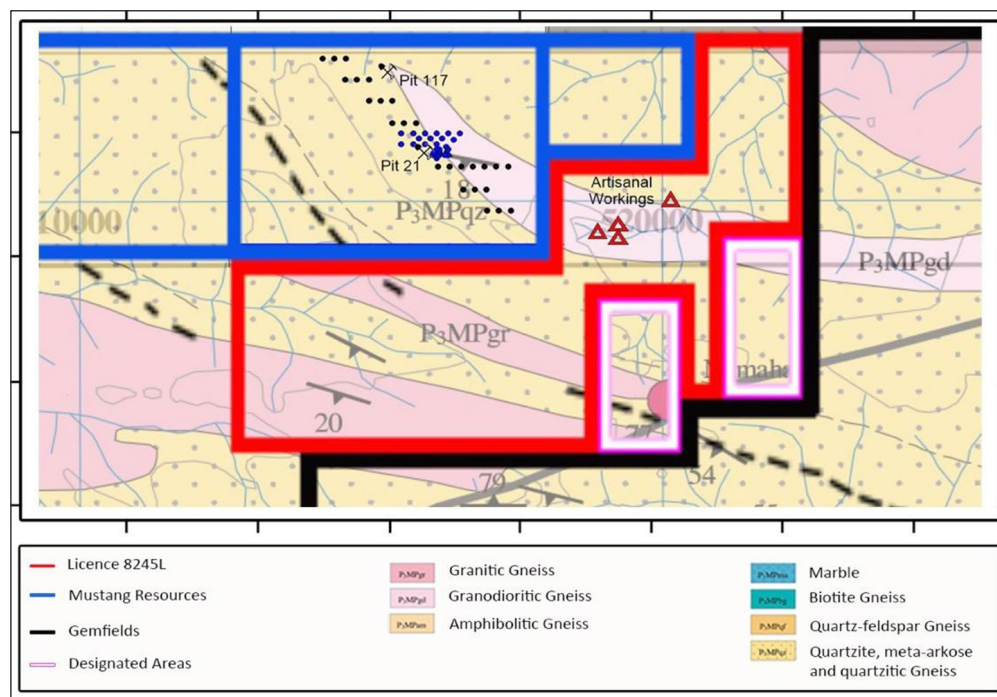 Pit 117
Pit 21
18
P₃MPqz
Artisanal
Workings
10000
520000
P₃MPgd
P₃MPgr
20
79
54
Licence 8245L
Mustang Resources
Gemfields
Designated Areas
P₃MPgr
Granitic Gneiss
P₃MPgd
Granodioritic Gneiss
Amphibolitic Gneiss
Marble
Biotite Gneiss
Quartz-feldspar Gneiss
Quartzite, meta-arkose
and quartzitic Gneiss